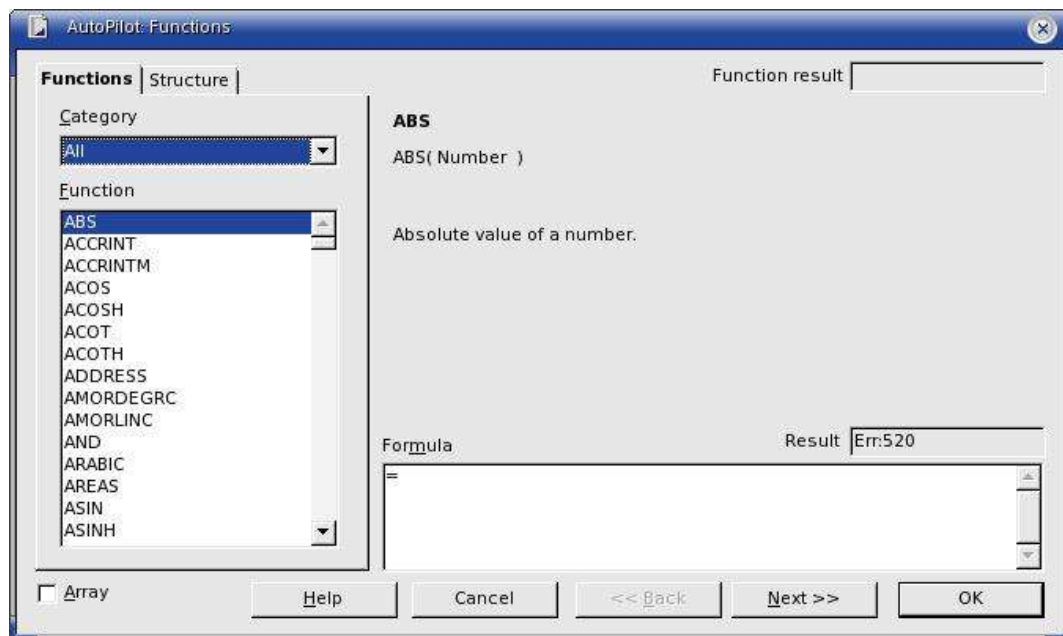 AutoPilot: Functions
Functions
Structure
Function result
Category
All
Function
ABS
ACCRINT
ACCRINTM
ACOS
ACOSH
ACOT
ACOTH
ADDRESS
AMORDEGRC
AMORLINC
AND
ARABIC
AREAS
ASIN
ASINH
ABS
ABS( Number )
Absolute value of a number.
Formula
Result
Err:520
=
Array
Help
Cancel
<< Back
Next >>
OK